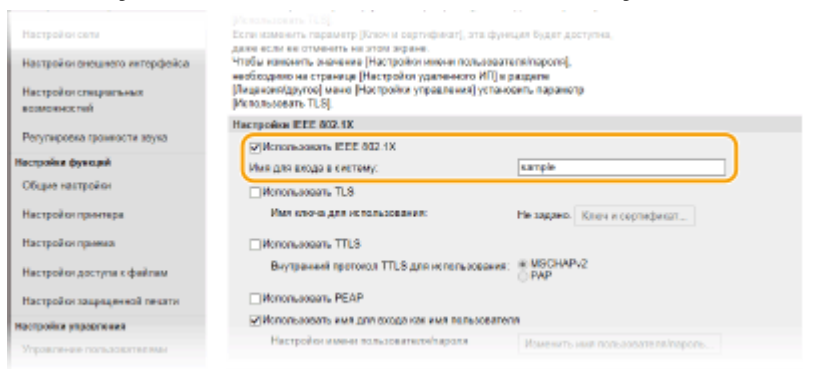 Настройки сети
Настройки внешнего интерфейса
Настройки специальных
возможностей
Регулировка громкости звука
Настройки функций
Общие настройки
Настройки принтера
Настройки приема
Настройки доступа к файлам
Настройки защищенной печати
Настройки управления
Управление пользователями
[Использовать TLS].
Если изменить параметр [Ключ и сертификат], эта функция будет доступна,
даже если ее отменить на этом экране.
Чтобы изменить значение [Настройки имени пользователя/пароля],
необходимо на странице [Настройки удаленного ИП] в разделе
[Лицензия/другое] меню [Настройки управления] установить параметр
[Использовать TLS].
Настройки IEEE 802.1X
Использовать IEEE 802.1X
Имя для входа в систему: sample
Использовать TLS
Имя ключа для использования: Не задано. Ключ и сертификат...
Использовать TTLS
Внутренний протокол TTLS для использования: MSCHAPv2
PAP
Использовать PEAP
Использовать имя для входа как имя пользователя
Настройки имени пользователя/пароля Изменить имя пользователя/пароль...